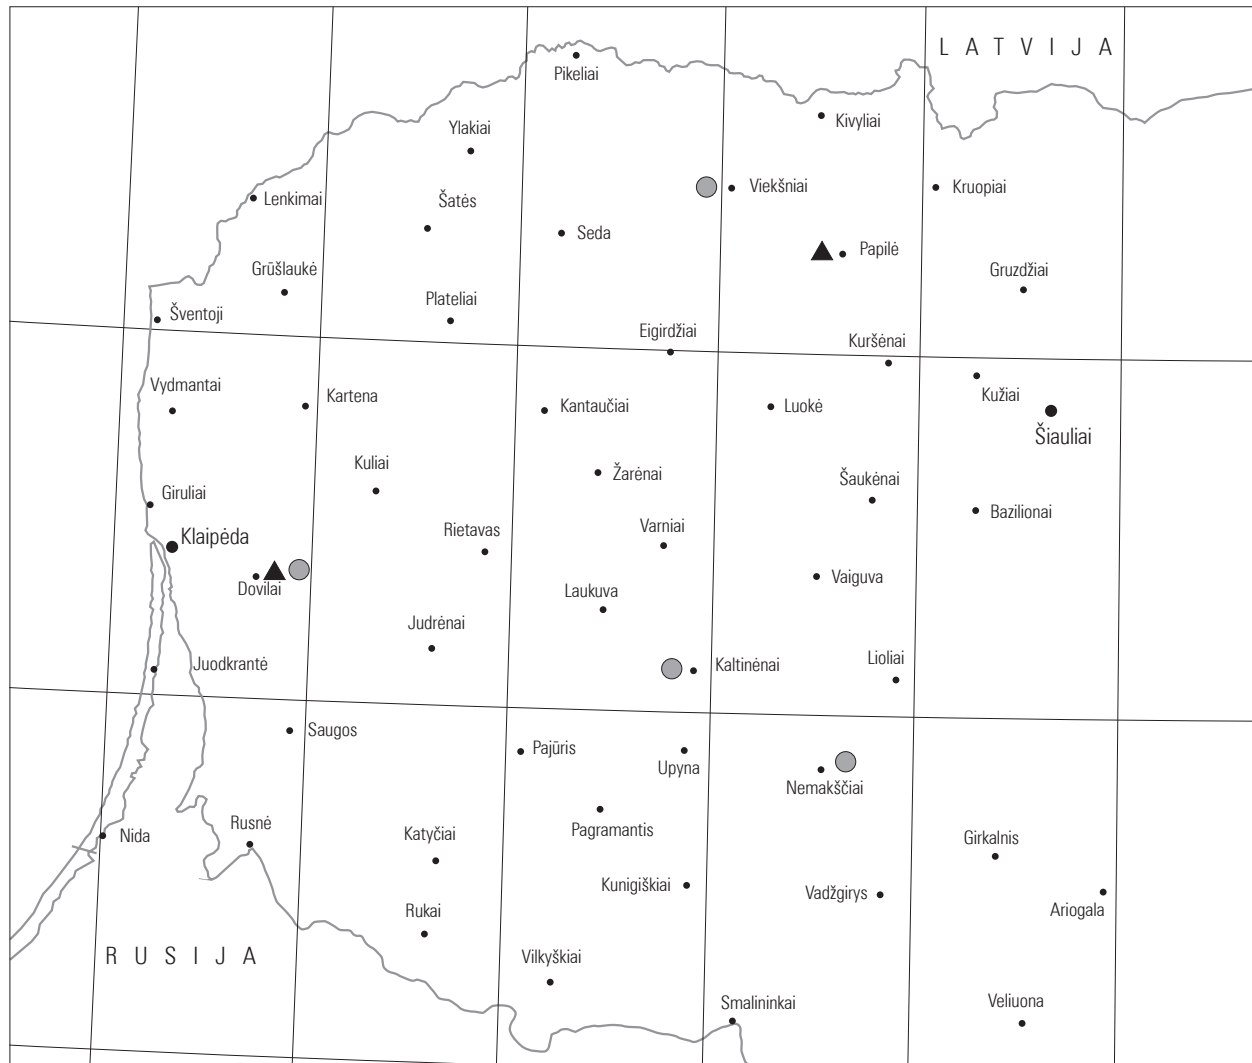 LATVIJA
Pikeliai
Kivyliai
Ylakiai
Viekšniai
Kruopiai
Lenkimai
Šatės
Seda
Papilė
Grūšlaukė
Gruzdžiai
Plateliai
Šventoji
Eigirdžiai
Kuršėnai
Vydmantai
Kartena
Kantaučiai
Luokė
Kužiai
Šiauliai
Kuliai
Žarėnai
Šaukėnai
Giruliai
Bazilionai
Klaipėda
Rietavas
Varniai
Dovilai
Laukuva
Vaiguva
Judrėnai
Juodkrantė
Kaltinėnai
Lioliai
Saugos
Pajūris
Upyna
Nemakščiai
Nida
Rusnė
Katyčiai
Pagramantis
Girkalnis
Kunigiškiai
Vadžgirys
Ariogala
Rukai
RUSIJA
Vilkyškiai
Smalininkai
Veliuona